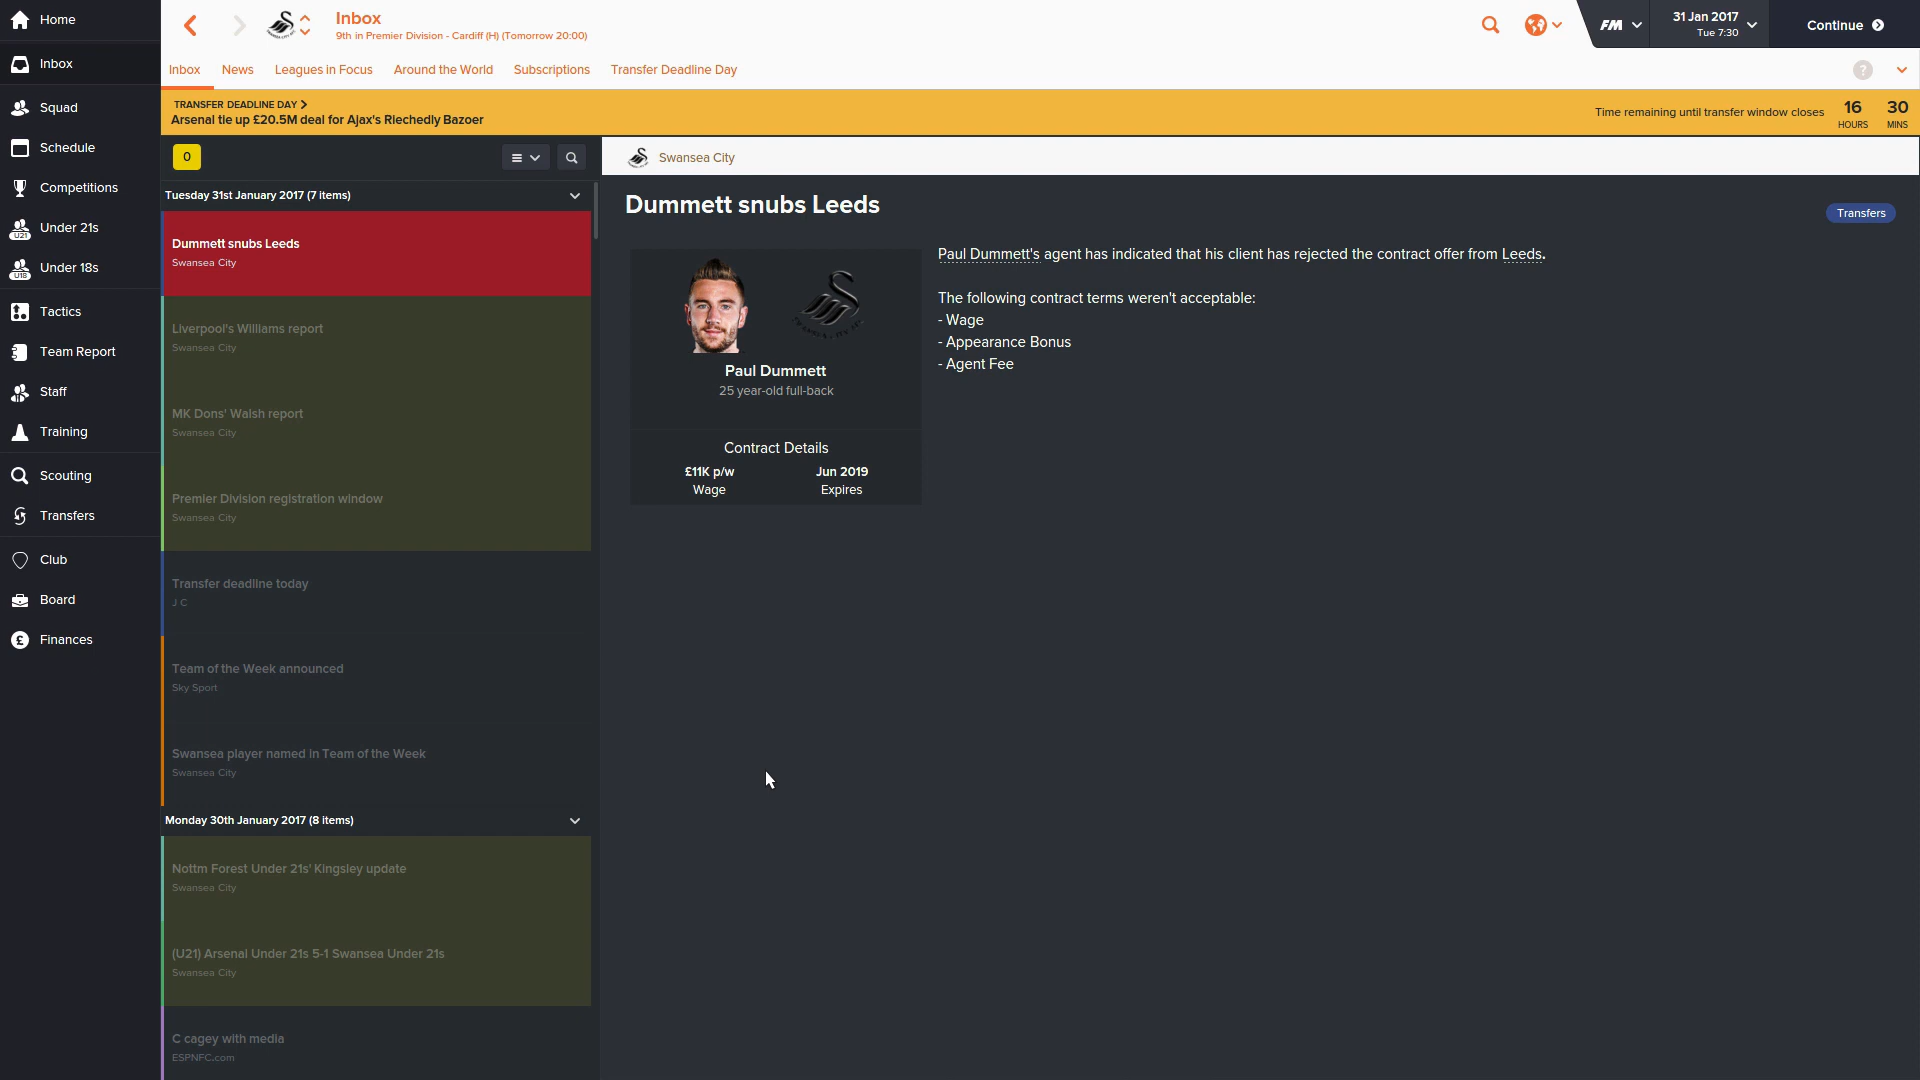 Home
Inbox
Squad
Schedule
Competitions
Under 21s
U21
Under 18s
U18
Tactics
Team Report
Staff
Training
Scouting
Transfers
Club
Board
Finances
Inbox
9th in Premier Division - Cardiff (H) (Tomorrow 20:00)
FM
31 Jan 2017
Tue 7:30
Continue
Inbox
News
Leagues in Focus
Around the World
Subscriptions
Transfer Deadline Day
?
TRANSFER DEADLINE DAY
Arsenal tie up £20.5M deal for Ajax's Riechedly Bazoer
Time remaining until transfer window closes
16
HOURS
30
MINS
0
Tuesday 31st January 2017 (7 items)
Dummett snubs Leeds
Swansea City
Liverpool's Williams report
Swansea City
MK Dons' Walsh report
Swansea City
Premier Division registration window
Swansea City
Transfer deadline today
J C
Team of the Week announced
Sky Sport
Swansea player named in Team of the Week
Swansea City
Monday 30th January 2017 (8 items)
Nottm Forest Under 21s' Kingsley update
Swansea City
(U21) Arsenal Under 21s 5-1 Swansea Under 21s
Swansea City
C cagey with media
ESPNFC.com
Swansea City
Dummett snubs Leeds
Transfers
Paul Dummett
25 year-old full-back
Contract Details
£11K p/w
Wage
Jun 2019
Expires
Paul Dummett's agent has indicated that his client has rejected the contract offer from Leeds.
The following contract terms weren't acceptable:
- Wage
- Appearance Bonus
- Agent Fee